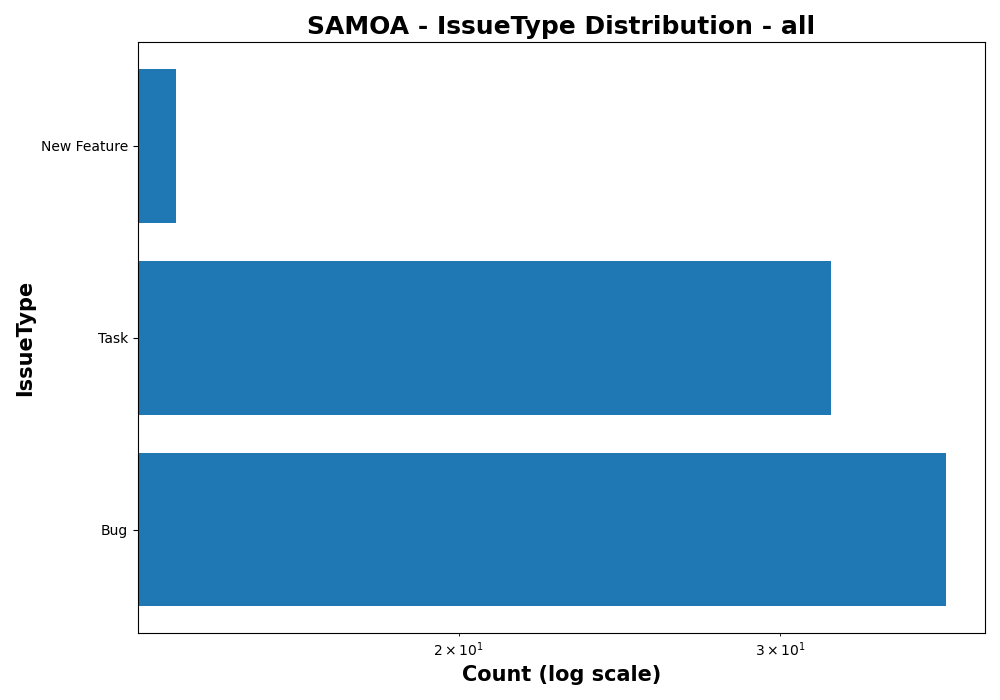 SAMOA - IssueType Distribution - all
New Feature
Task
Bug
IssueType
2 × 10¹
3 × 10¹
Count (log scale)